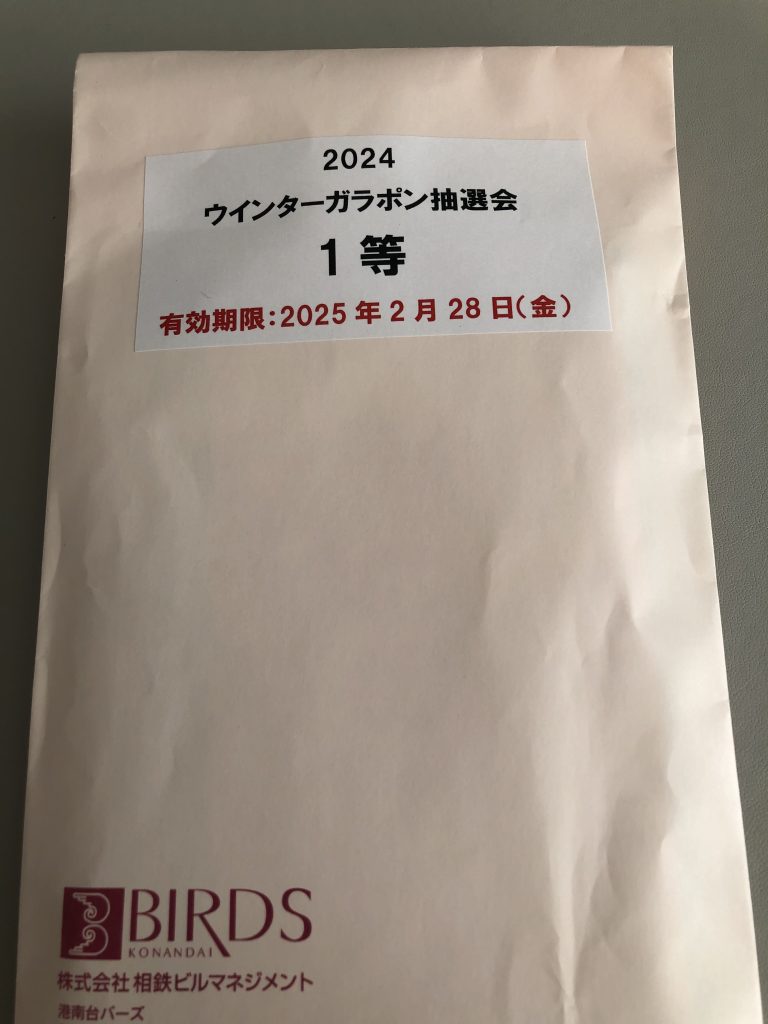 2024
ウインターガラポン抽選会
1等
有効期限：2025年2月28日（金）
BIRDS
KONANDAI
株式会社 相鉄ビルマネジメント
港南台バーズ